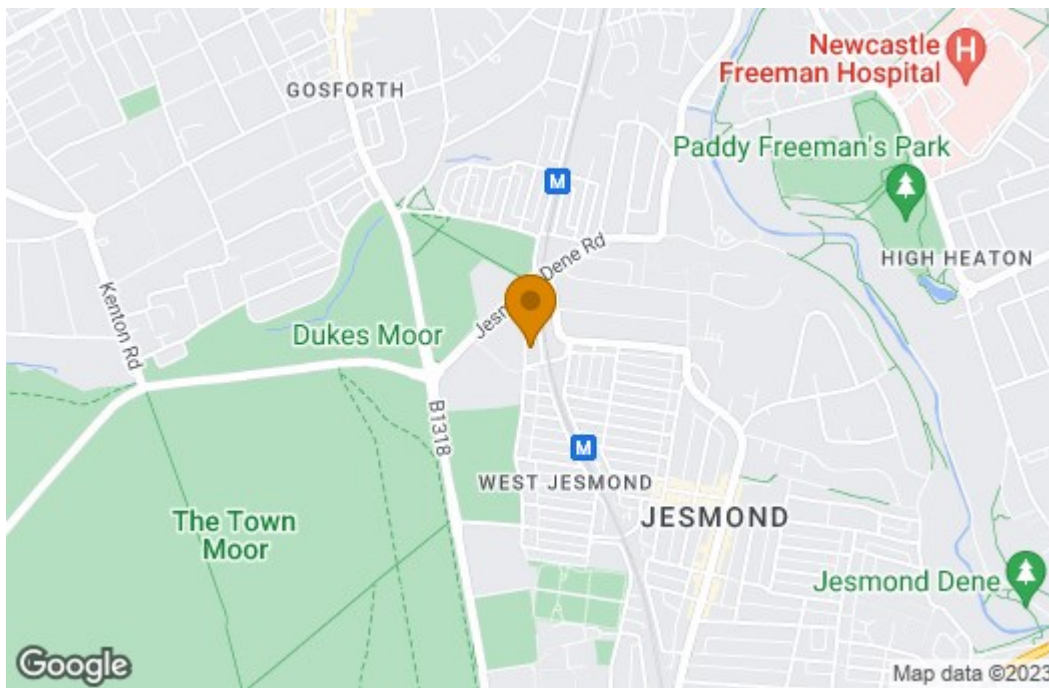 Newcastle
Freeman Hospital
H
GOSFORTH
Paddy Freeman's Park
M
Dene Rd
HIGH HEATON
Kenton Rd
Jesm
Dukes Moor
B1318
M
WEST JESMOND
JESMOND
The Town
Moor
Jesmond Dene
Google
Map data ©2023